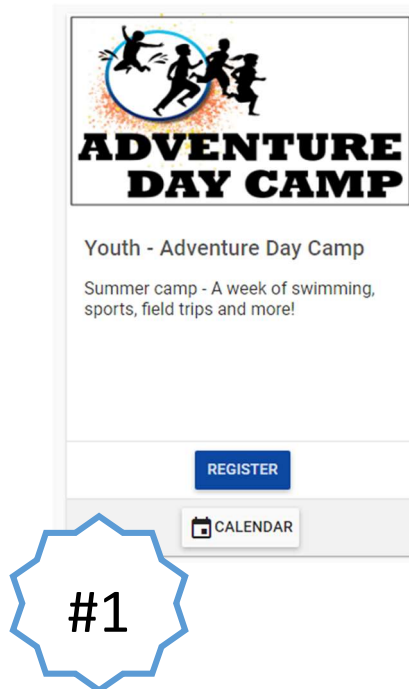 ADVENTURE
DAY CAMP
Youth - Adventure Day Camp
Summer camp - A week of swimming,
sports, field trips and more!
REGISTER
CALENDAR
#1